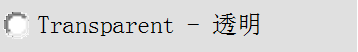 Transparent - 透明